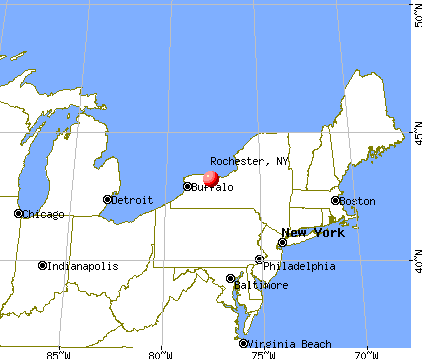 50°N
45°N
Rochester, NY
Buffalo
Detroit
Boston
Chicago
New York
Indianapolis
Philadelphia
40°N
Baltimore
Virginia Beach
85°W
80°W
75°W
70°W